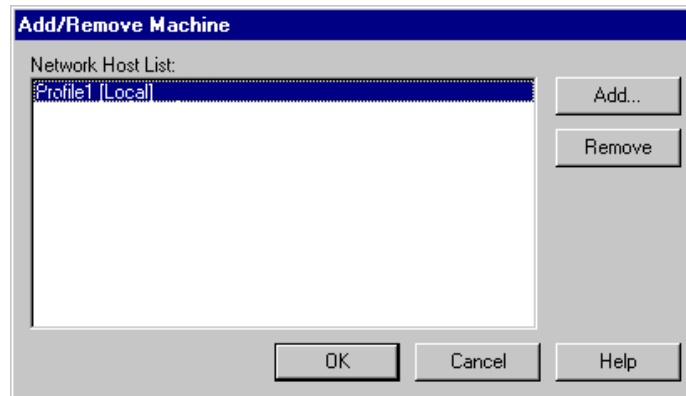 Add/Remove Machine
Network Host List:
Profile1 [Local]
Add...
Remove
OK
Cancel
Help